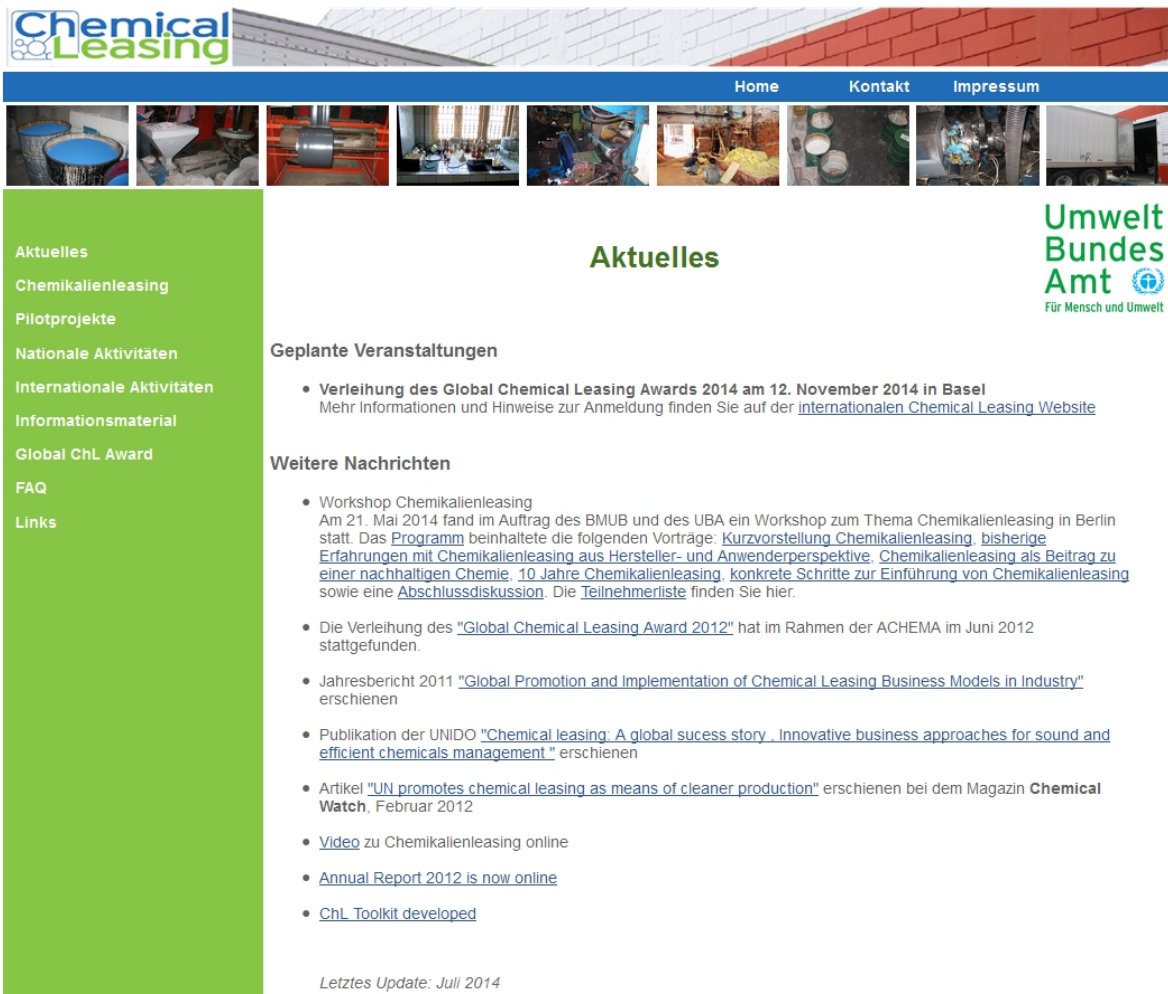 Chemical
Leasing
Home Kontakt Impressum
Umwelt
Bundes
Amt
Für Mensch und Umwelt
Aktuelles
Chemikalienleasing
Pilotprojekte
Nationale Aktivitäten
Internationale Aktivitäten
Informationsmaterial
Global ChL Award
FAQ
Links
Aktuelles
Geplante Veranstaltungen
Verleihung des Global Chemical Leasing Awards 2014 am 12. November 2014 in Basel
Mehr Informationen und Hinweise zur Anmeldung finden Sie auf der internationalen Chemical Leasing Website
Weitere Nachrichten
Workshop Chemikalienleasing
Am 21. Mai 2014 fand im Auftrag des BMUB und des UBA ein Workshop zum Thema Chemikalienleasing in Berlin
statt. Das Programm beinhaltete die folgenden Vorträge: Kurzvorstellung Chemikalienleasing, bisherige
Erfahrungen mit Chemikalienleasing aus Hersteller- und Anwenderperspektive, Chemikalienleasing als Beitrag zu
einer nachhaltigen Chemie, 10 Jahre Chemikalienleasing, konkrete Schritte zur Einführung von Chemikalienleasing
sowie eine Abschlussdiskussion. Die Teilnehmerliste finden Sie hier.
Die Verleihung des "Global Chemical Leasing Award 2012" hat im Rahmen der ACHEMA im Juni 2012
stattgefunden.
Jahresbericht 2011 "Global Promotion and Implementation of Chemical Leasing Business Models in Industry"
erschienen
Publikation der UNIDO "Chemical leasing: A global sucess story , Innovative business approaches for sound and
efficient chemicals management " erschienen
Artikel "UN promotes chemical leasing as means of cleaner production" erschienen bei dem Magazin Chemical
Watch, Februar 2012
Video zu Chemikalienleasing online
Annual Report 2012 is now online
ChL Toolkit developed
Letztes Update: Juli 2014